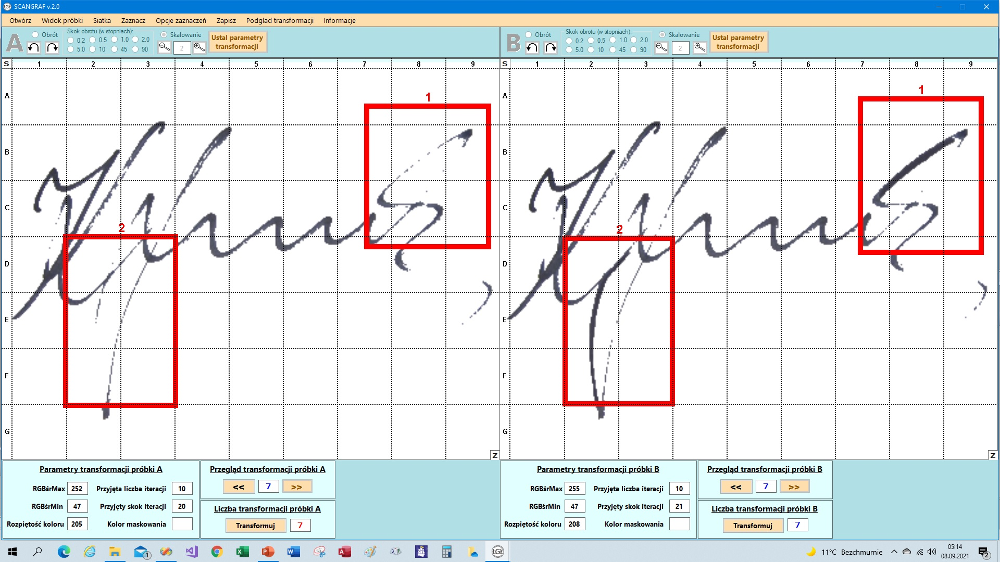 SCANGRAF v.2.0
Otwórz Widok próbki Siatka Zaznacz Opcje zaznaczeń Zapisz Podglad transformacji Informacje
A Obrót Skok obrotu (w stopniach): 0.2 0.5 1.0 2.0 5.0 10 45 90 Skalowanie 2 Ustal parametry transformacji
B Obrót Skok obrotu (w stopniach): 0.2 0.5 1.0 2.0 5.0 10 45 90 Skalowanie 2 Ustal parametry transformacji
S 1 2 3 4 5 6 7 8 9
A
B
C
D
E
F
G
1
2
Z
S 1 2 3 4 5 6 7 8 9
A
B
C
D
E
F
G
1
2
Z
Parametry transformacji próbki A
RGBśrMax 252 Przyjęta liczba iteracji 10
RGBśrMin 47 Przyjęty skok iteracji 20
Rozpiętość koloru 205 Kolor maskowania
Przegląd transformacji próbki A
<< 7 >>
Liczba transformacji próbki A
Transformuj 7
Parametry transformacji próbki B
RGBśrMax 255 Przyjęta liczba iteracji 10
RGBśrMin 47 Przyjęty skok iteracji 21
Rozpiętość koloru 208 Kolor maskowania
Przegląd transformacji próbki B
<< 7 >>
Liczba transformacji próbki B
Transformuj 7
11°C Bezchmurnie
05:14
08.09.2021
2